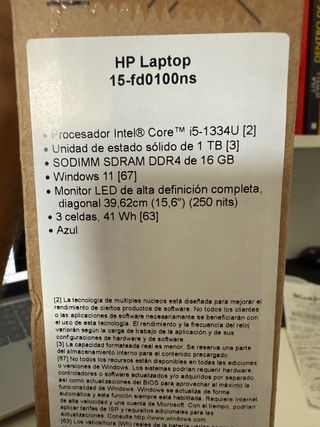 HP Laptop
15-fd0100ns
• Procesador Intel® Core™ i5-1334U [2]
• Unidad de estado sólido de 1 TB [3]
• SODIMM SDRAM DDR4 de 16 GB
• Windows 11 [67]
• Monitor LED de alta definición completa,
diagonal 39,62cm (15,6") (250 nits)
• 3 celdas, 41 Wh [63]
• Azul
[2] La tecnología de múltiples núcleos está diseñada para mejorar el
rendimiento de ciertos productos de software. No todos los clientes
o las aplicaciones de software necesariamente se beneficiarán con
el uso de esta tecnología. El rendimiento y la frecuencia del reloj
variarán según la carga de trabajo de la aplicación y de sus
configuraciones de hardware y de software.
[3] La capacidad formateada real es menor. Se reserva una parte
del almacenamiento interno para el contenido precargado
[67] No todos los recursos están disponibles en todas las ediciones
o versiones de Windows. Los sistemas podrían requerir hardware,
controladores o software actualizados y/o adquiridos por separado
así como actualizaciones del BIOS para aprovechar al máximo la
funcionalidad de Windows. Windows se actualiza de forma
automática y esta función siempre está habilitada. Requiere Internet
de alta velocidad y una cuenta de Microsoft. Con el tiempo, podrían
aplicar tarifas de ISP y requisitos adicionales para las
actualizaciones. Consulte http://www.windows.com
[63] Los vatios/hora (Wh) reales de la batería